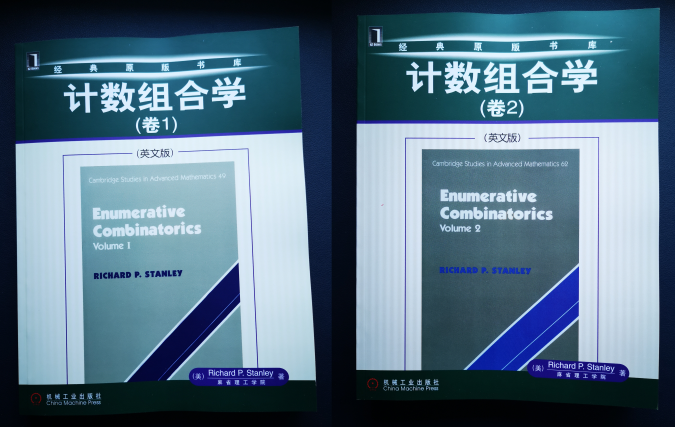 经典原版书库
计数组合学
(卷1)
(英文版)
Cambridge Studies in Advanced Mathematics 49
Enumerative
Combinatorics
Volume 1
RICHARD P. STANLEY
(美) Richard P. Stanley 著
麻省理工学院
机械工业出版社
China Machine Press
经典原版书库
计数组合学
(卷2)
(英文版)
Cambridge Studies in Advanced Mathematics 62
Enumerative
Combinatorics
Volume 2
RICHARD P. STANLEY
(美) Richard P. Stanley 著
麻省理工学院
机械工业出版社
China Machine Press